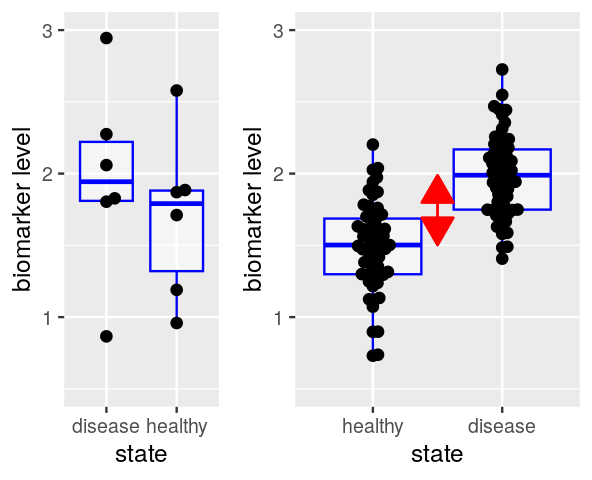 biomarker level
3
2
1
disease healthy
state
biomarker level
3
2
1
healthy disease
state